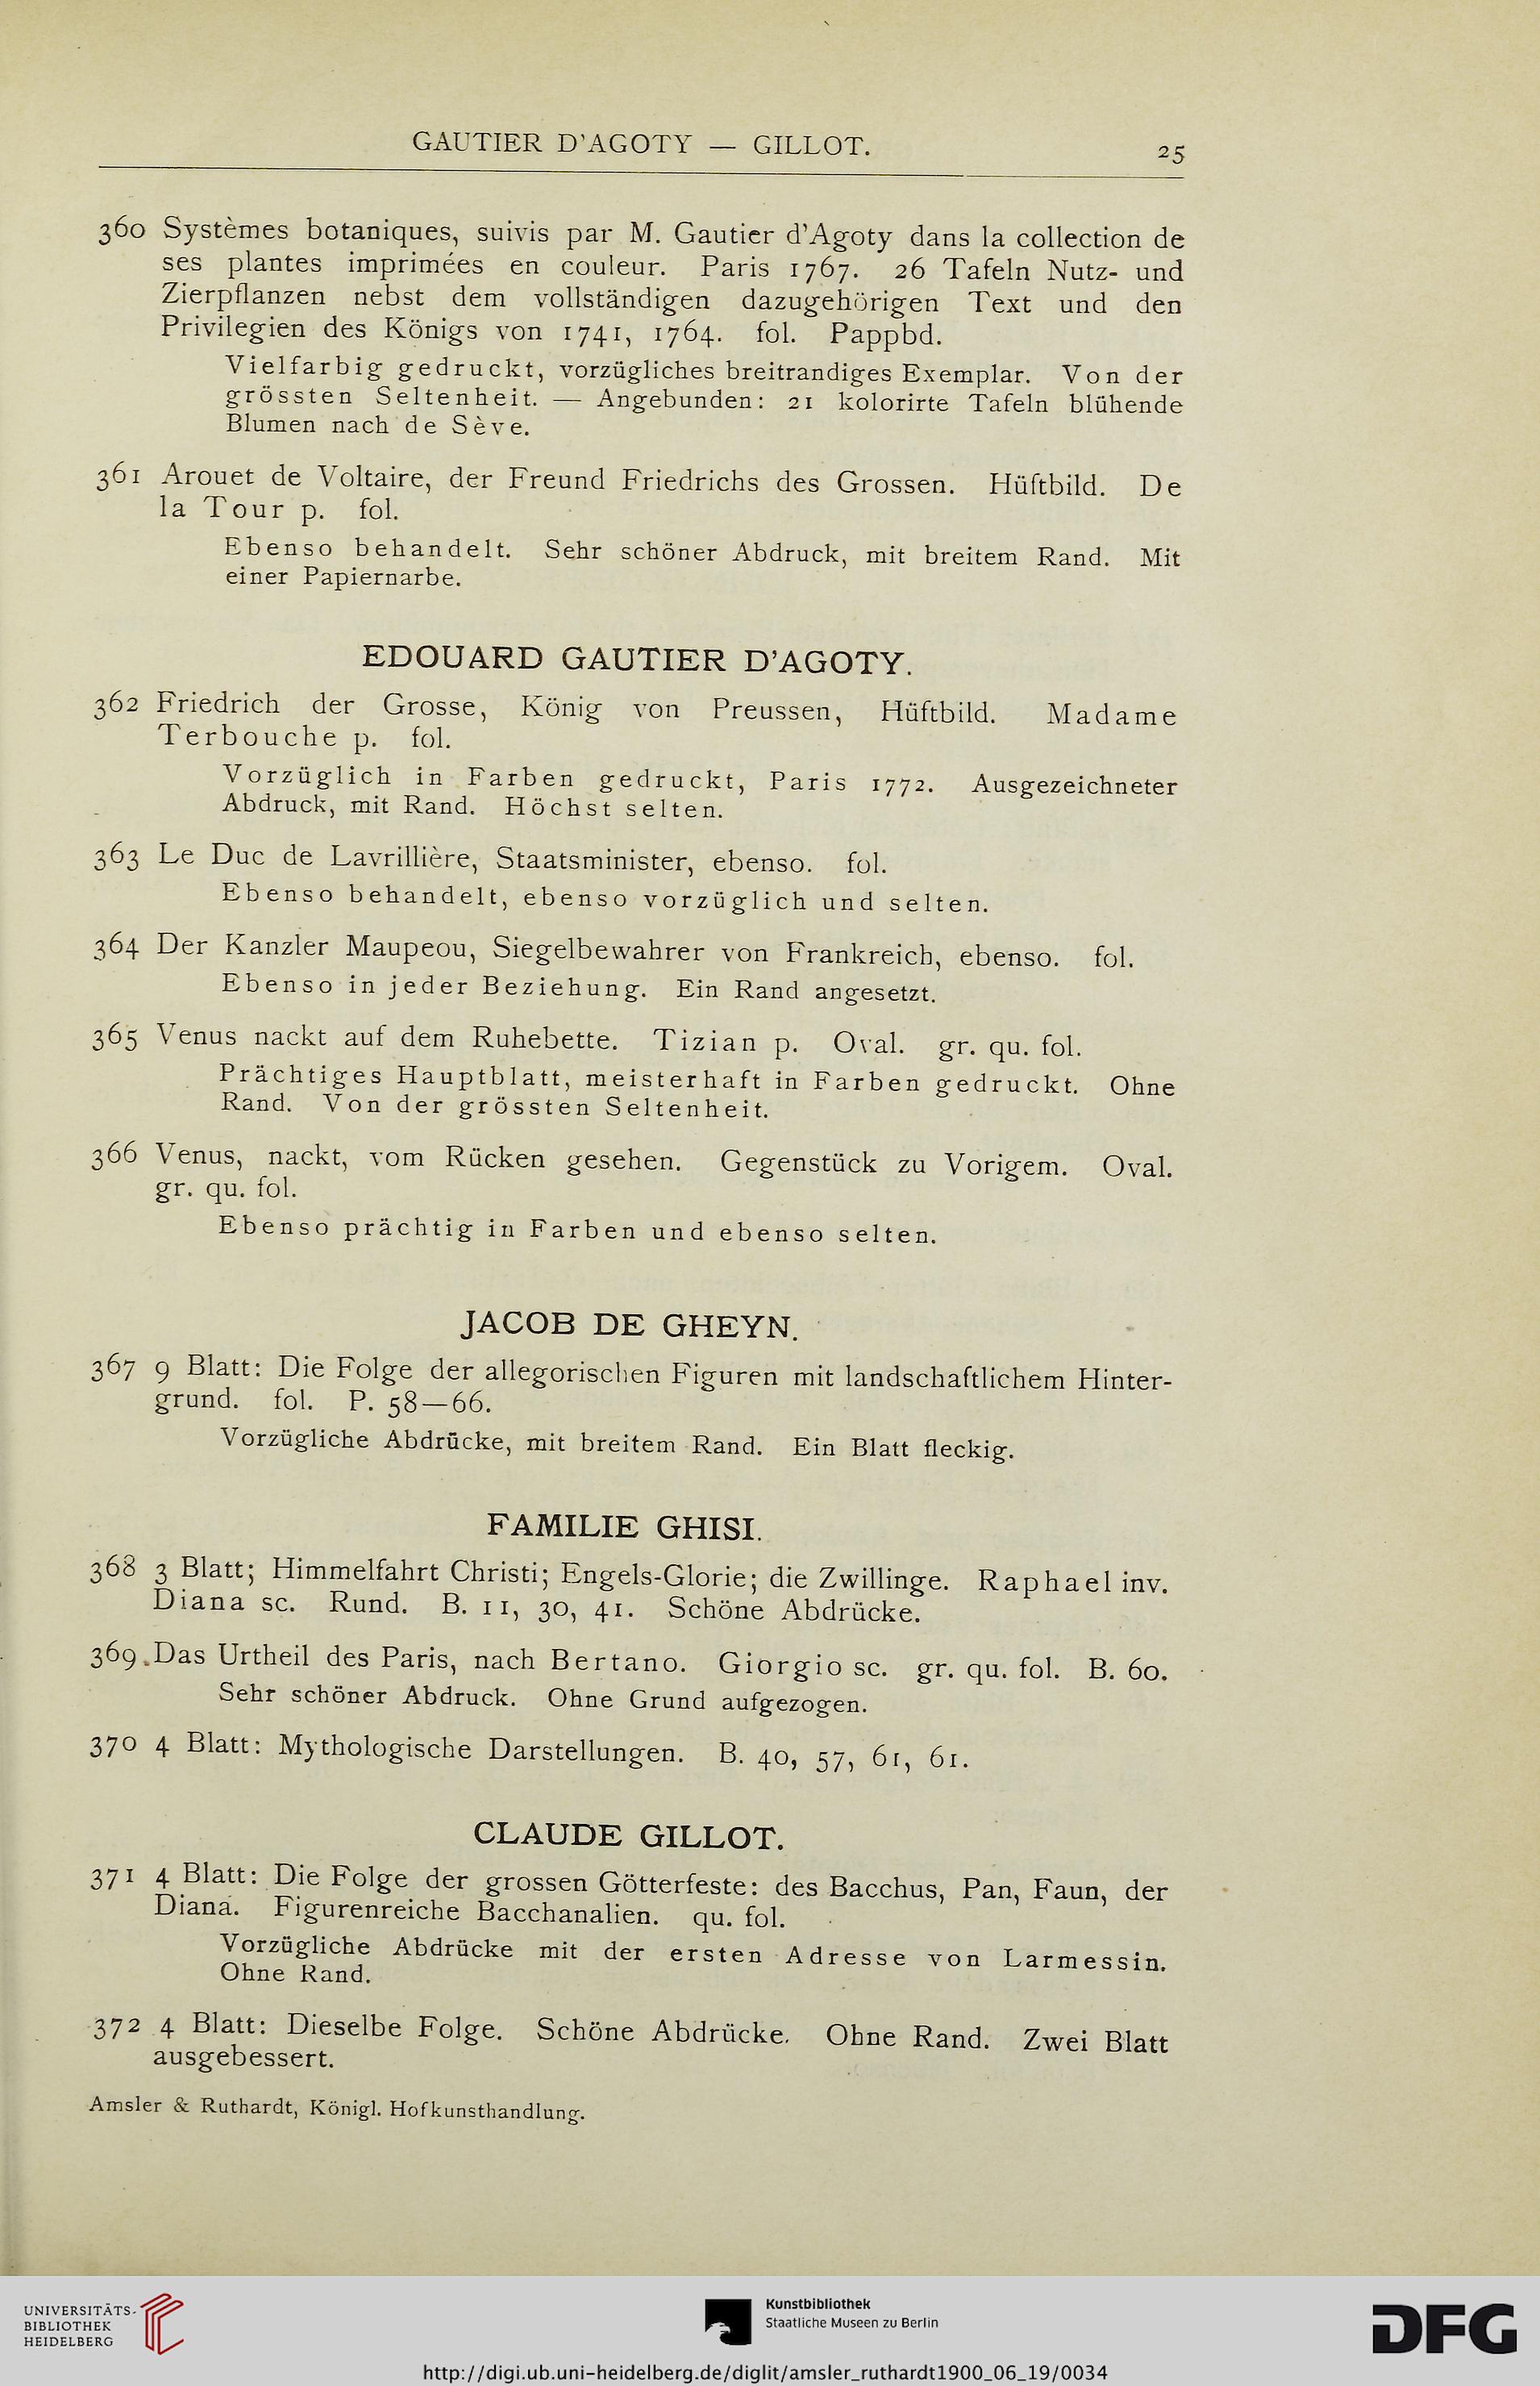 GAUTIER D'AGOTY — GILLOT. 25
360 Systèmes botaniques, suivis par M. Gautier d'Agoty dans la collection de
ses plantes imprimées en couleur. Paris 1767. 26 Tafeln Nutz- und
Zierpflanzen nebst dem vollständigen dazugehörigen Text und den
Privilegien des Königs von 1741, 1764. fol. Pappbd.
Vielfarbig gedruckt, vorzügliches breitrandiges Exemplar. Von der
grössten Seltenheit. — Angebunden: 21 kolorirte Tafeln blühende
Blumen nach de Sève.
361 Arouet de Voltaire, der Freund Friedrichs des Grossen. Hüftbild. De
la Tour p. fol.
Ebenso behandelt. Sehr schöner Abdruck, mit breitem Rand. Mit
einer Papiernarbe.
EDOUARD GAUTIER D'AGOTY.
362 Friedrich der Grosse, König von Preussen, Hüftbild. Madame
Terbouche p. fol.
Vorzüglich in Farben gedruckt, Paris 1772. Ausgezeichneter
Abdruck, mit Rand. Höchst selten.
363 Le Duc de Lavrillière, Staatsminister, ebenso. fol.
Ebenso behandelt, ebenso vorzüglich und selten.
364 Der Kanzler Maupeou, Siegelbewahrer von Frankreich, ebenso. fol.
Ebenso in jeder Beziehung. Ein Rand angesetzt.
365 Venus nackt auf dem Ruhebette. Tizian p. Oval. gr. qu. fol.
Prächtiges Hauptblatt, meisterhaft in Farben gedruckt. Ohne
Rand. Von der grössten Seltenheit.
366 Venus, nackt, vom Rücken gesehen. Gegenstück zu Vorigem. Oval.
gr. qu. fol.
Ebenso prächtig in Farben und ebenso selten.
JACOB DE GHEYN.
367 9 Blatt: Die Folge der allegorischen Figuren mit landschaftlichem Hinter-
grund. fol. P. 58—66.
Vorzügliche Abdrücke, mit breitem Rand. Ein Blatt fleckig.
FAMILIE GHISI.
368 3 Blatt; Himmelfahrt Christi; Engels-Glorie; die Zwillinge. Raphael inv.
Diana sc. Rund. B. 11, 30, 41. Schöne Abdrücke.
369 Das Urtheil des Paris, nach Bertano. Giorgio sc. gr. qu. fol. B. 60.
Sehr schöner Abdruck. Ohne Grund aufgezogen.
370 4 Blatt: Mythologische Darstellungen. B. 40, 57, 61, 61.
CLAUDE GILLOT.
371 4 Blatt: Die Folge der grossen Götterfeste: des Bacchus, Pan, Faun, der
Diana. Figurenreiche Bacchanalien. qu. fol.
Vorzügliche Abdrücke mit der ersten Adresse von Larmessin.
Ohne Rand.
372 4 Blatt: Dieselbe Folge. Schöne Abdrücke. Ohne Rand. Zwei Blatt
ausgebessert.
Amsler & Ruthardt, Königl. Hofkunsthandlung.
UNIVERSITÄTS-
BIBLIOTHEK
HEIDELBERG
Kunstbibliothek
Staatliche Museen zu Berlin
DFG
http://digi.ub.uni-heidelberg.de/diglit/amsler_ruthardt1900_06_19/0034